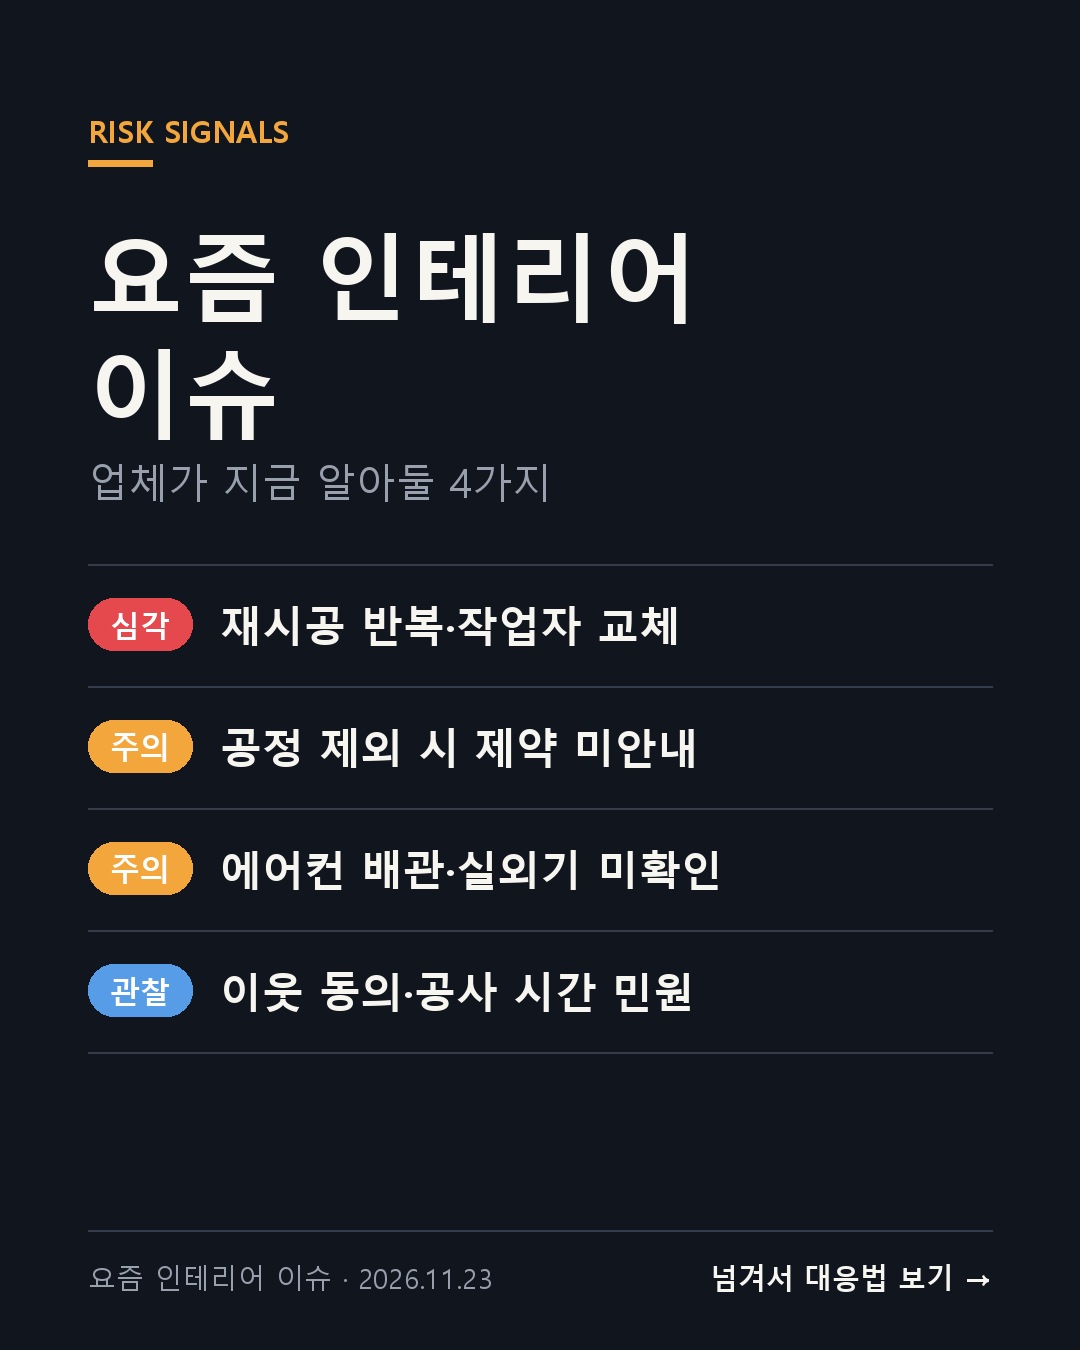 RISK SIGNALS
요즘 인테리어
이슈
업체가 지금 알아둘 4가지
심각 재시공 반복·작업자 교체
주의 공정 제외 시 제약 미안내
주의 에어컨 배관·실외기 미확인
관찰 이웃 동의·공사 시간 민원
요즘 인테리어 이슈 · 2026.11.23 넘겨서 대응법 보기 →